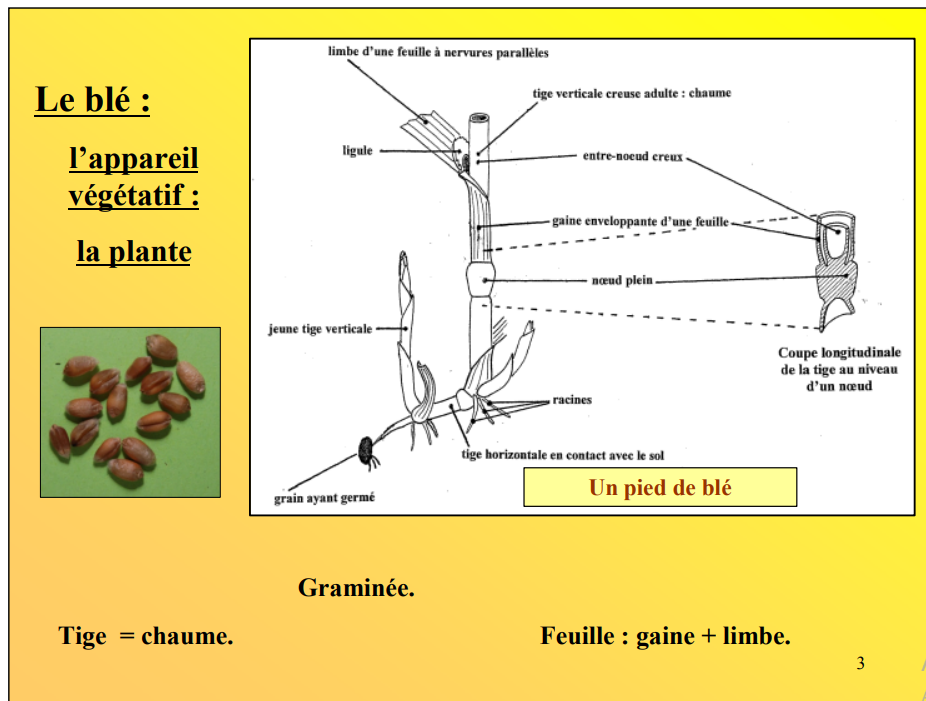 Le blé :
l’appareil
végétatif :
la plante
limbe d’une feuille à nervures parallèles
tige verticale creuse adulte : chaume
ligule
entre-noeud creux
gaine enveloppante d’une feuille
nœud plein
jeune tige verticale
Coupe longitudinale
de la tige au niveau
d’un nœud
racines
tige horizontale en contact avec le sol
grain ayant germé
Un pied de blé
Graminée.
Tige = chaume.
Feuille : gaine + limbe.
3